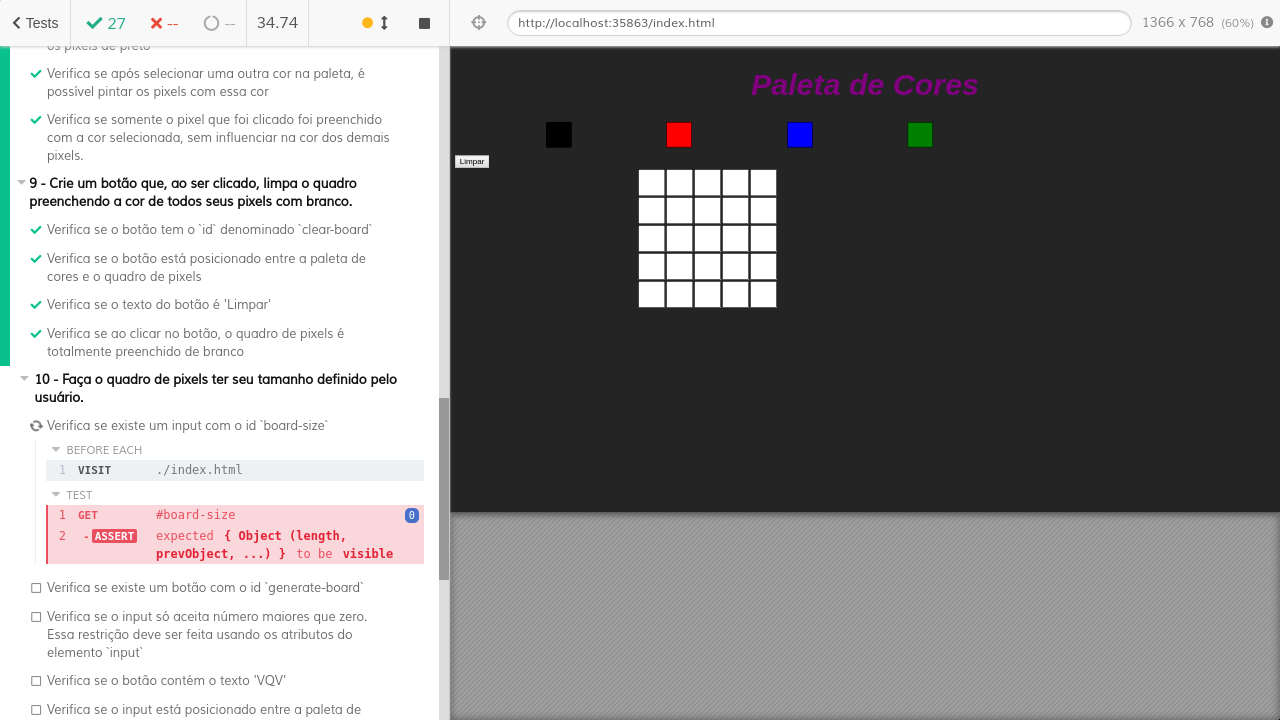 Tests
27
--
--
34.74
http://localhost:35863/index.html
1366 x 768 (60%)
os pixels de preto
Verifica se após selecionar uma outra cor na paleta, é
possível pintar os pixels com essa cor
Verifica se somente o pixel que foi clicado foi preenchido
com a cor selecionada, sem influenciar na cor dos demais
pixels.
9 - Crie um botão que, ao ser clicado, limpa o quadro
preenchendo a cor de todos seus pixels com branco.
Verifica se o botão tem o `id` denominado `clear-board`
Verifica se o botão está posicionado entre a paleta de
cores e o quadro de pixels
Verifica se o texto do botão é 'Limpar'
Verifica se ao clicar no botão, o quadro de pixels é
totalmente preenchido de branco
10 - Faça o quadro de pixels ter seu tamanho definido pelo
usuário.
Verifica se existe um input com o id `board-size`
BEFORE EACH
1 VISIT ./index.html
TEST
1 GET #board-size 0
2 -ASSERT expected { Object (length,
prevObject, ...) } to be visible
Verifica se existe um botão com o id `generate-board`
Verifica se o input só aceita número maiores que zero.
Essa restrição deve ser feita usando os atributos do
elemento `input`
Verifica se o botão contém o texto 'VQV'
Verifica se o input está posicionado entre a paleta de
Paleta de Cores
Limpar